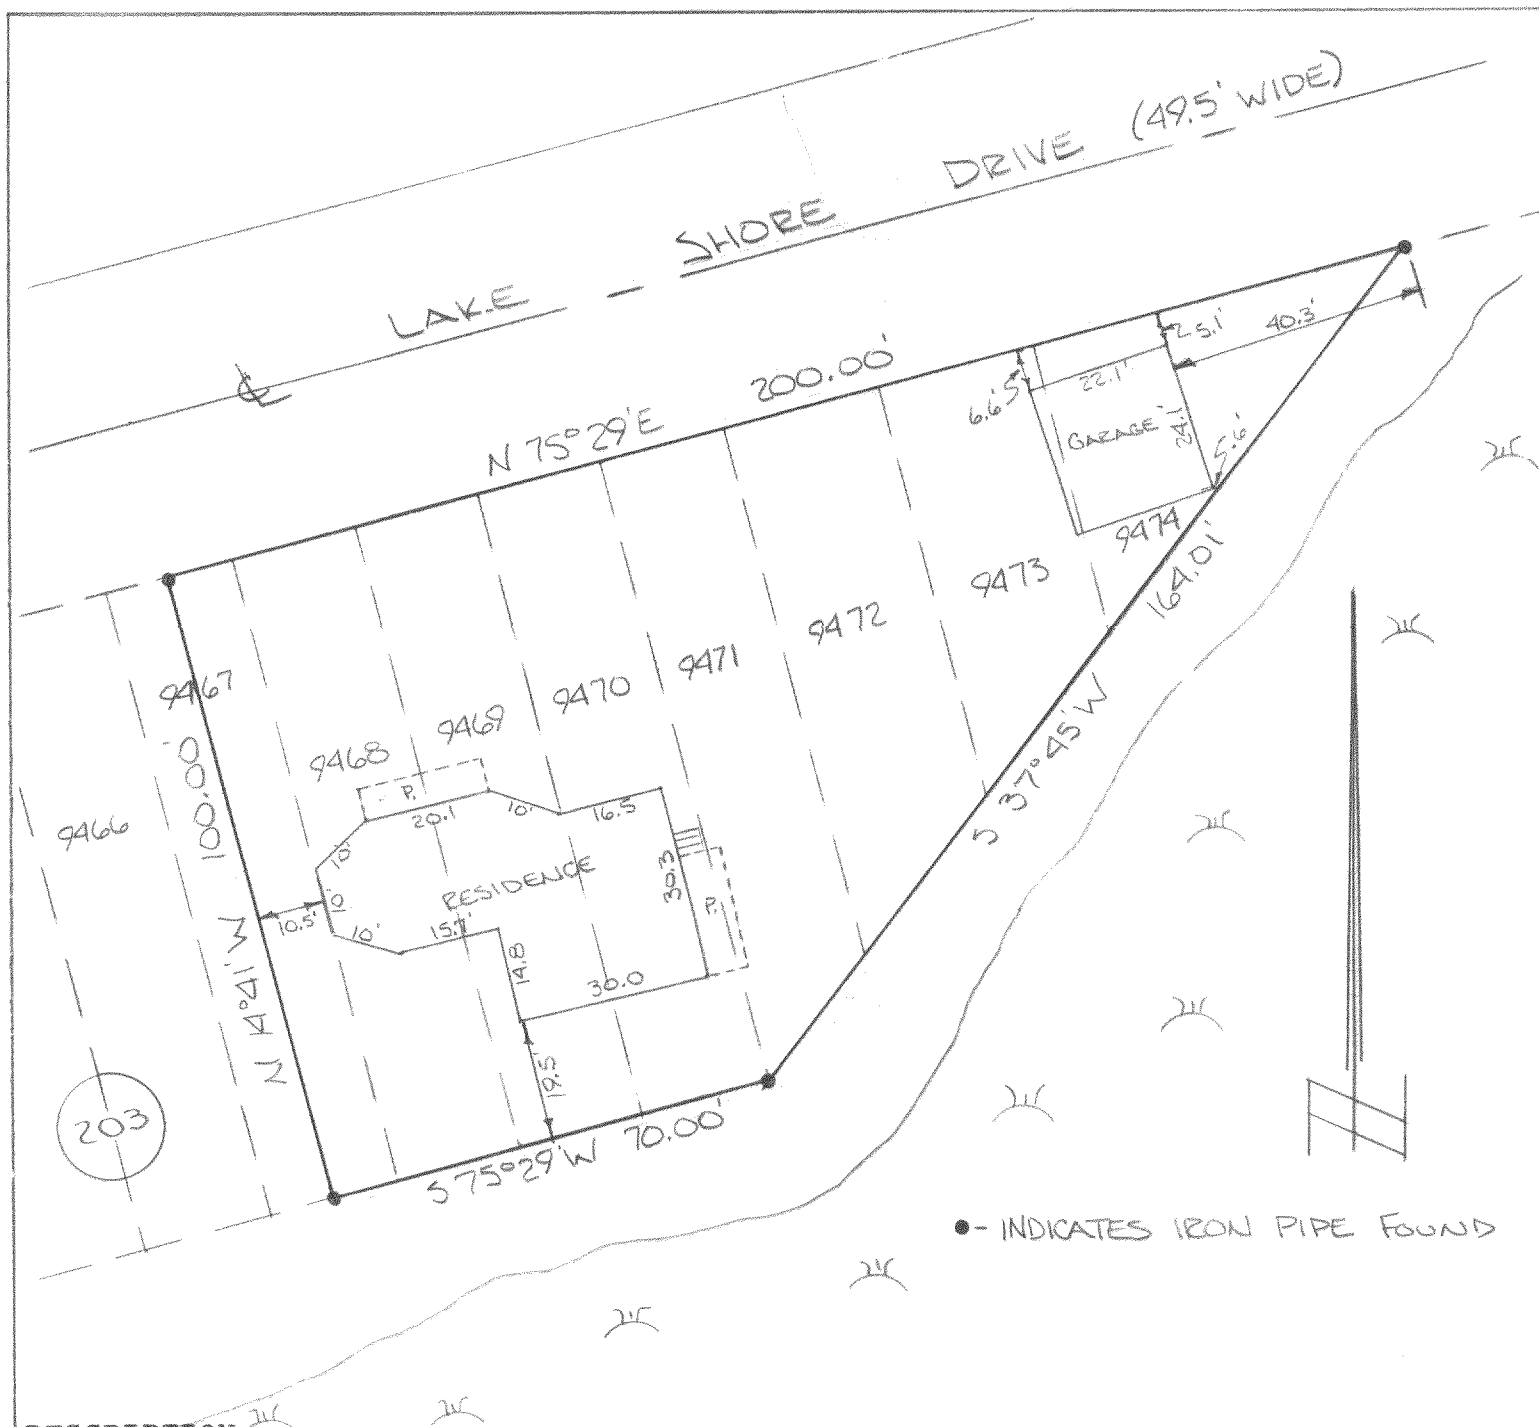 LAKE SHORE DRIVE (49.5' WIDE)
℄
N 75°29'E 200.00'
40.3'
5.1'
22.1'
6.6'
GARAGE
24.1'
5.6'
9474
9473
9472
9471
9470
9469
9468
9467
9466
164.01'
S 37°45' W
100.00'
N 14°41' W
P.
20.1
10'
16.5
10'
10'
RESIDENCE
30.3
P.
10.5'
10'
15.7'
14.8
30.0
19.5'
203
S 75°29' W 70.00'
N
●- INDICATES IRON PIPE FOUND